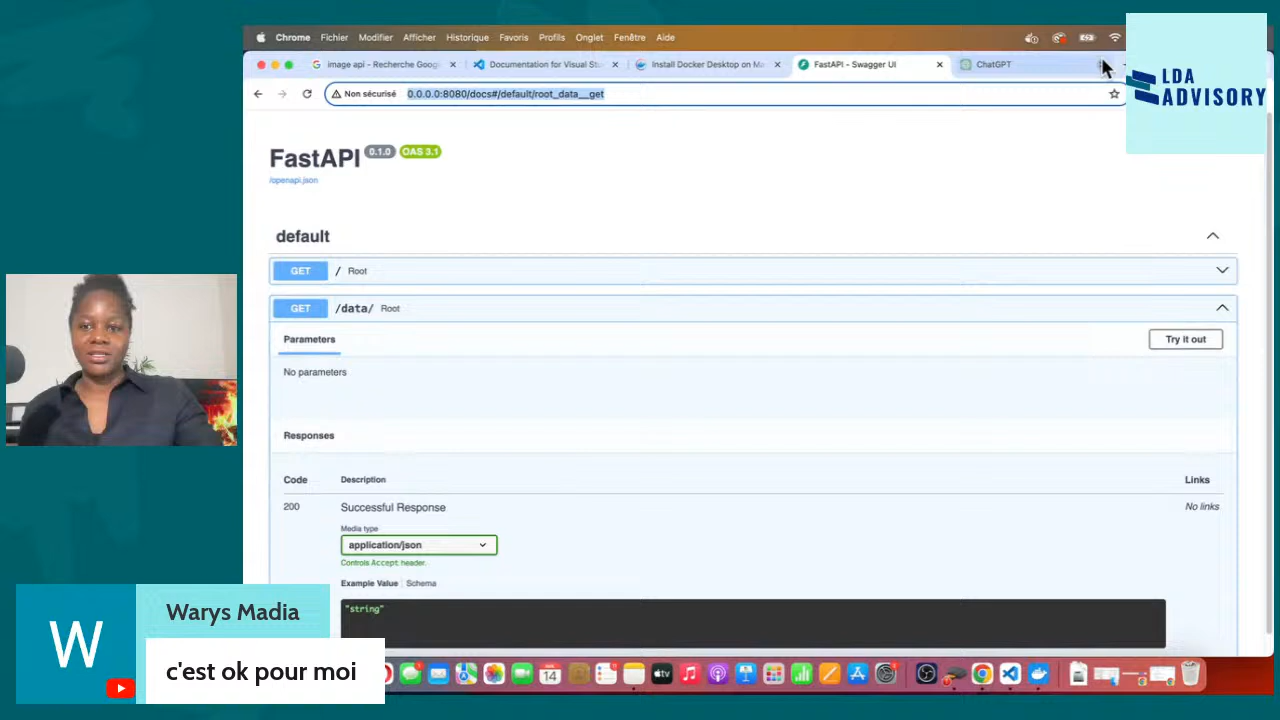 Chrome Fichier Modifier Afficher Historique Favoris Profils Onglet Fenêtre Aide
image api - Recherche Goog
Documentation for Visual Stu
Install Docker Desktop on Ma
FastAPI - Swagger UI
ChatGPT
Non sécurisé 0.0.0.0:8080/docs#/default/root_data__get
LDA
ADVISORY
FastAPI 0.1.0 OAS 3.1
/openapi.json
default
GET / Root
GET /data/ Root
Parameters
Try it out
No parameters
Responses
Code Description Links
200 Successful Response No links
Media type
application/json
Controls Accept header.
Example Value Schema
"string"
14
W
Warys Madia
c'est ok pour moi